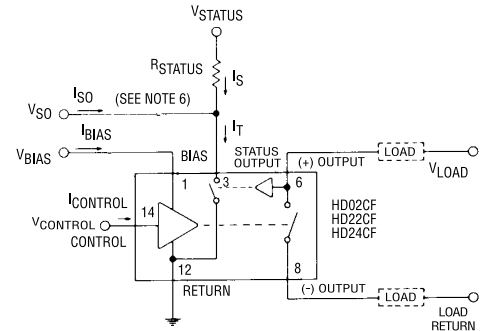 VSTATUS
RSTATUS
IS
ISO
(SEE NOTE 6)
VSO
IBIAS
IT
VBIAS
BIAS
STATUS
OUTPUT
(+) OUTPUT
LOAD
VLOAD
1
3
6
ICONTROL
14
VCONTROL
CONTROL
HD02CF
HD22CF
HD24CF
12
8
RETURN
(-) OUTPUT
LOAD
LOAD
RETURN